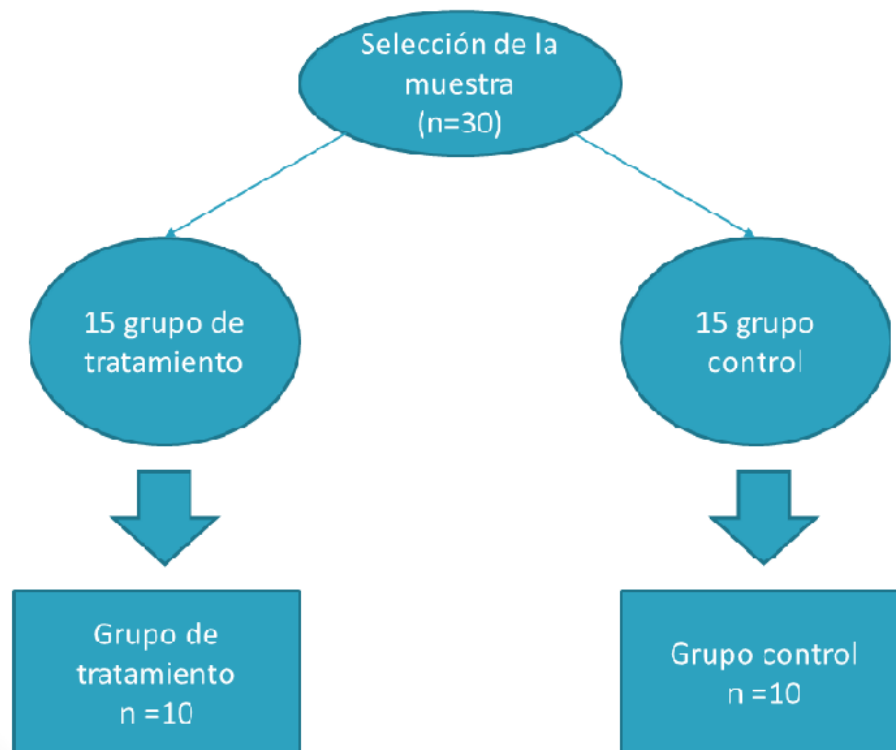 Selección de la
muestra
(n=30)
15 grupo de
tratamiento
15 grupo
control
Grupo de
tratamiento
n =10
Grupo control
n =10